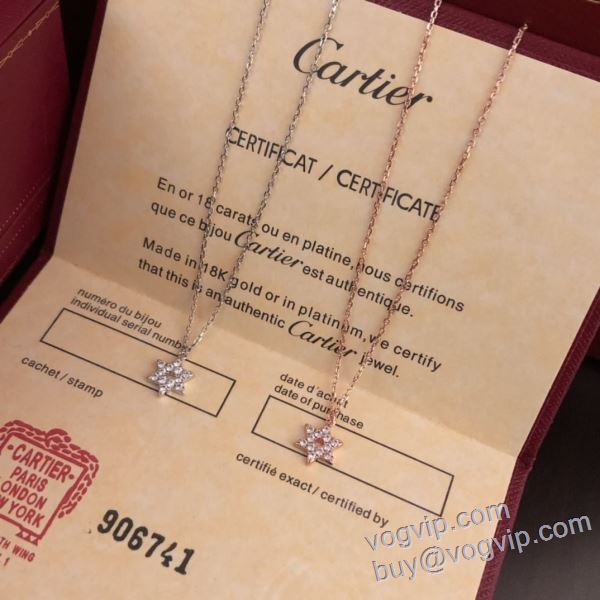 Cartier
CERTIFICAT / CERTIFICATE
En or 18 carats ou en platine, nous certifions
que ce bijou Cartier est authentique.
Made in 18K gold or in platinum, we certify
that this is an authentic Cartier jewel.
numéro du bijou
individual serial number
cachet / stamp
date d'achat
date of purchase
certifié exact / certified by
CARTIER
PARIS
LONDON
NEW YORK
TH WING
1
906741
vogvip.com
buy@vogvip.com